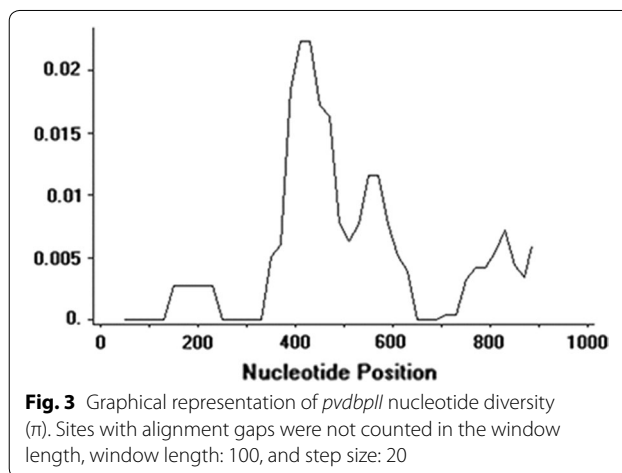 0.02
0.015
0.01
0.005
0.
0 200 400 600 800 1000
Nucleotide Position
Fig. 3 Graphical representation of pvdbpII nucleotide diversity
(π). Sites with alignment gaps were not counted in the window
length, window length: 100, and step size: 20